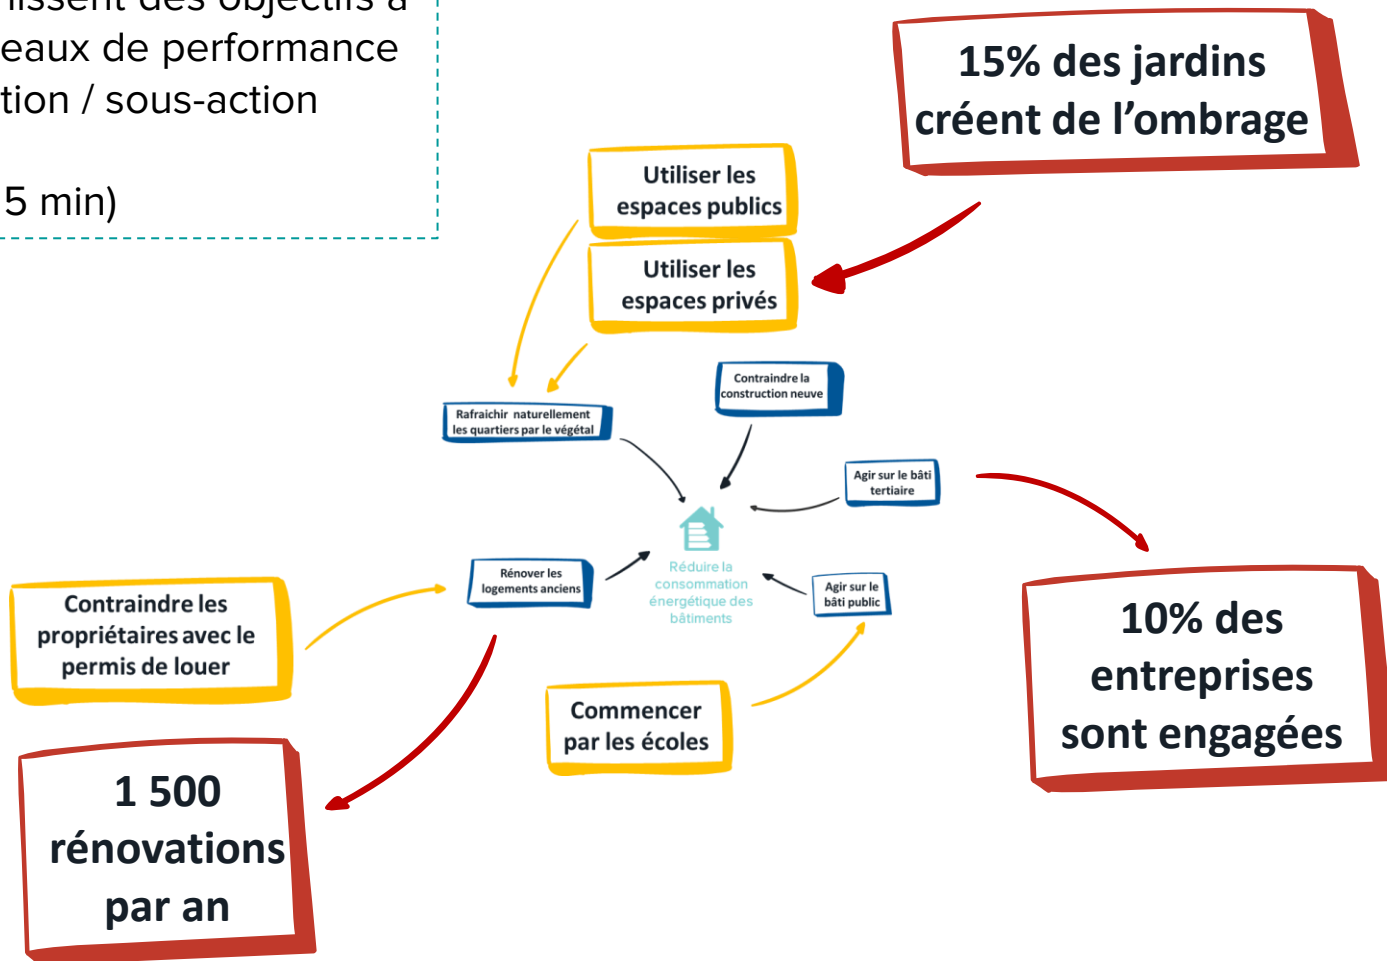 nissent des objectifs à
eaux de performance
tion / sous-action
5 min)
15% des jardins
créent de l’ombrage
Utiliser les
espaces publics
Utiliser les
espaces privés
Contraindre la
construction neuve
Rafraichir naturellement
les quartiers par le végétal
Agir sur le bâti
tertiaire
Réduire la
consommation
énergétique des
bâtiments
Rénover les
logements anciens
Agir sur le
bâti public
Contraindre les
propriétaires avec le
permis de louer
10% des
entreprises
sont engagées
Commencer
par les écoles
1 500
rénovations
par an